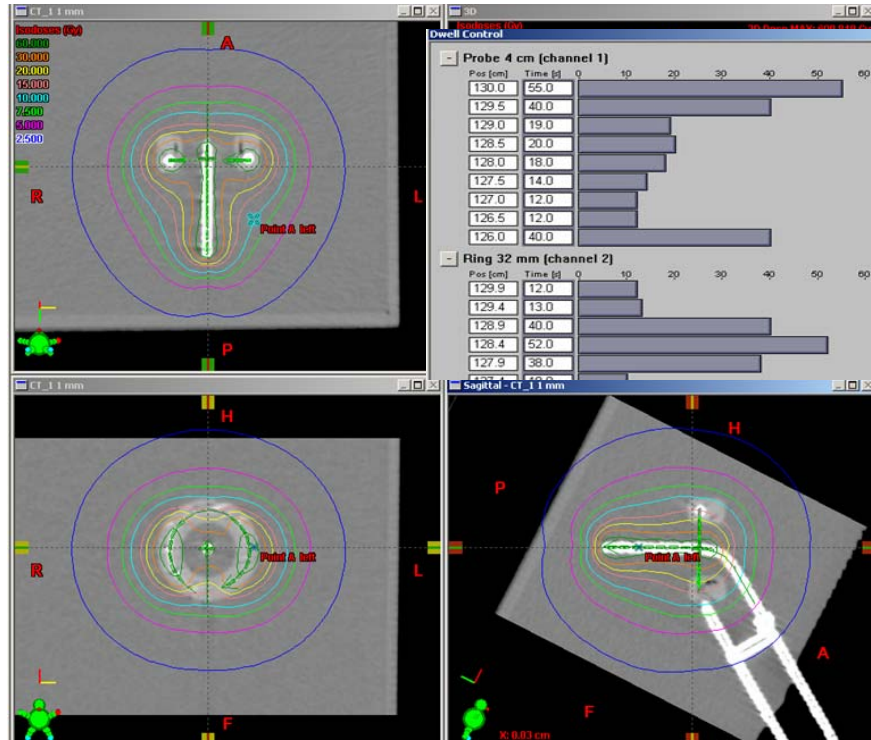 CT_1 1 mm
Isodoses (Gy)
60.000
30.000
20.000
15.000
10.000
7.500
5.000
2.500
A
R
L
Point A left
P
3D
Dwell Control
Probe 4 cm (channel 1)
Pos [cm] Time [s] 0 10 20 30 40 50 60
130.0 55.0
129.5 40.0
129.0 19.0
128.5 20.0
128.0 18.0
127.5 14.0
127.0 12.0
126.5 12.0
126.0 40.0
Ring 32 mm (channel 2)
Pos [cm] Time [s] 0 10 20 30 40 50 60
129.9 12.0
129.4 13.0
128.9 40.0
128.4 52.0
127.9 38.0
CT_1 1 mm
H
R
L
Point A left
F
Sagittal - CT_1 1 mm
H
P
Point A left
A
F
X: 0.03 cm